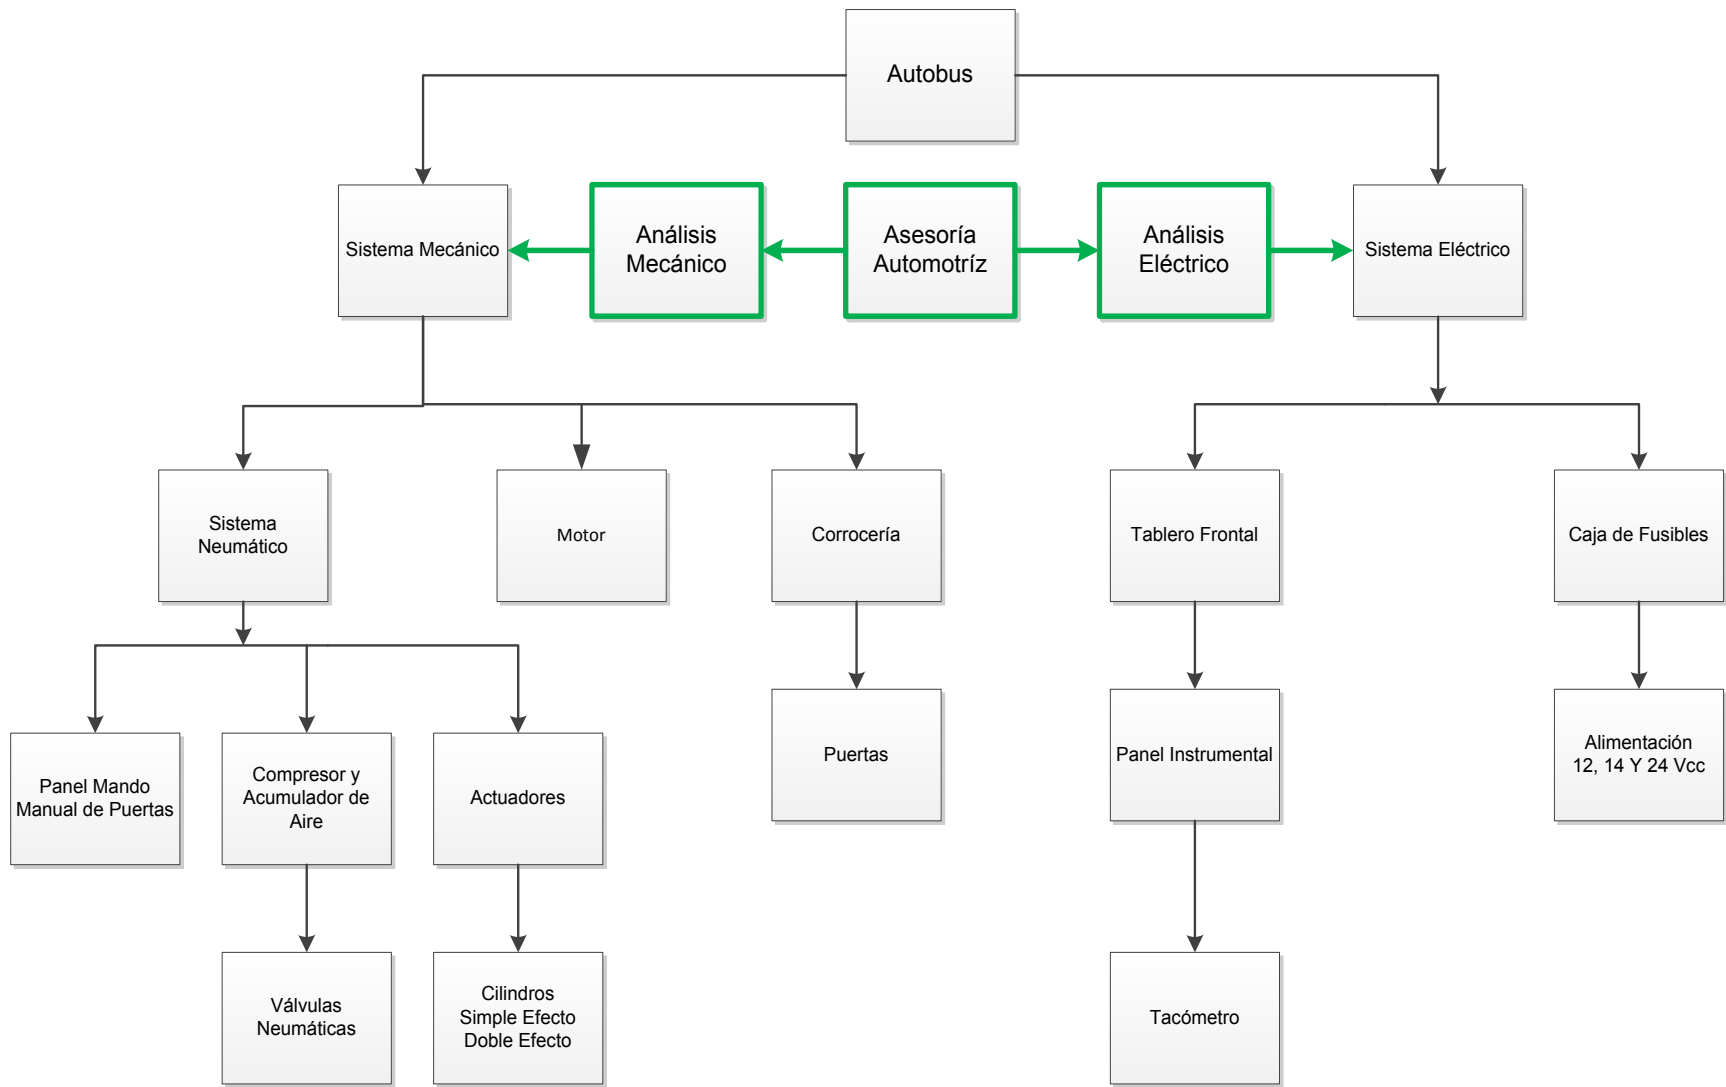 Autobus
Sistema Mecánico
Análisis
Mecánico
Asesoría
Automotríz
Análisis
Eléctrico
Sistema Eléctrico
Sistema
Neumático
Motor
Corrocería
Tablero Frontal
Caja de Fusibles
Panel Mando
Manual de Puertas
Compresor y
Acumulador de
Aire
Actuadores
Puertas
Panel Instrumental
Alimentación
12, 14 Y 24 Vcc
Válvulas
Neumáticas
Cilindros
Simple Efecto
Doble Efecto
Tacómetro